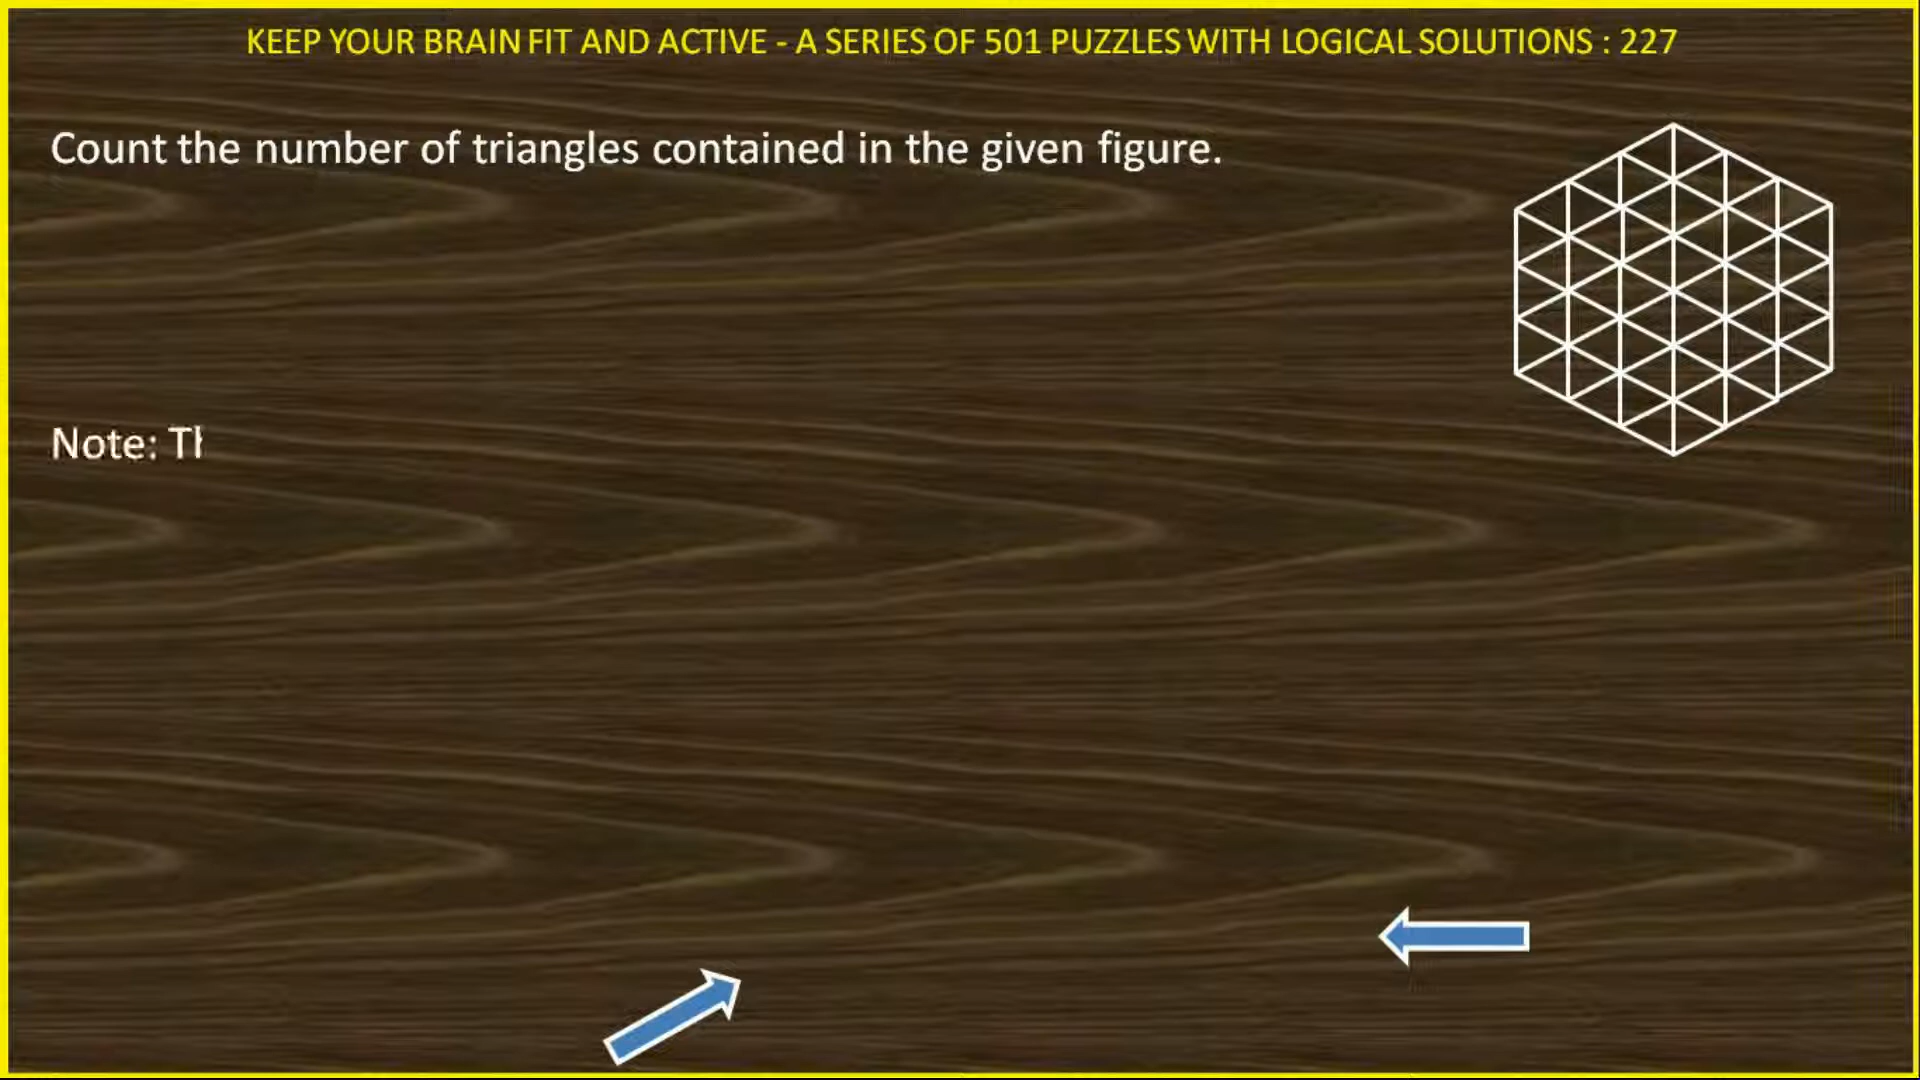 KEEP YOUR BRAIN FIT AND ACTIVE - A SERIES OF 501 PUZZLES WITH LOGICAL SOLUTIONS : 227
Count the number of triangles contained in the given figure.
Note: